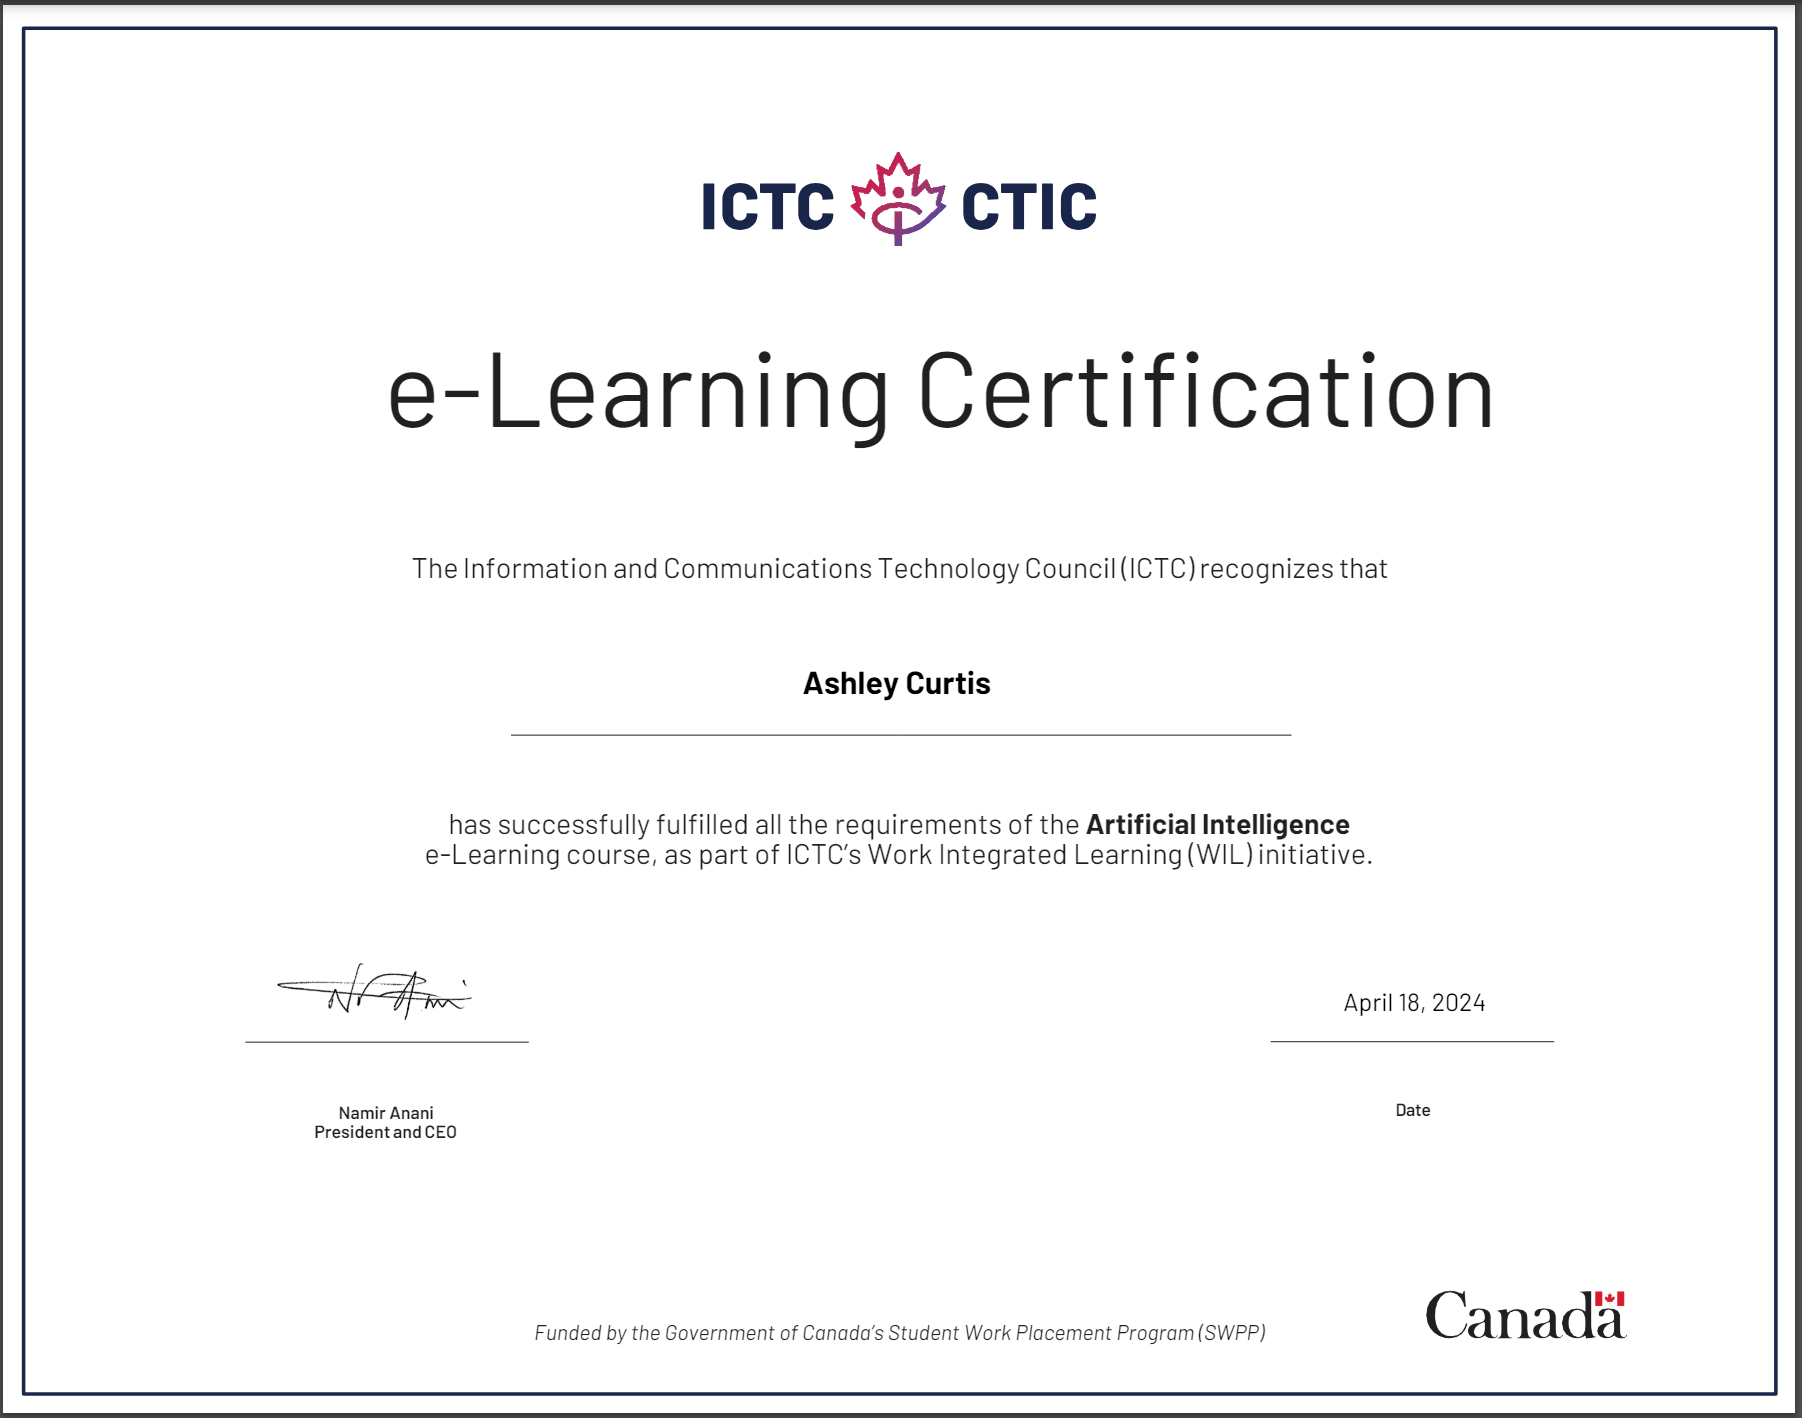 ICTC CTIC
e-Learning Certification
The Information and Communications Technology Council (ICTC) recognizes that
Ashley Curtis
has successfully fulfilled all the requirements of the Artificial Intelligence
e-Learning course, as part of ICTC's Work Integrated Learning (WIL) initiative.
April 18, 2024
Namir Anani
President and CEO
Date
Funded by the Government of Canada's Student Work Placement Program (SWPP)
Canada